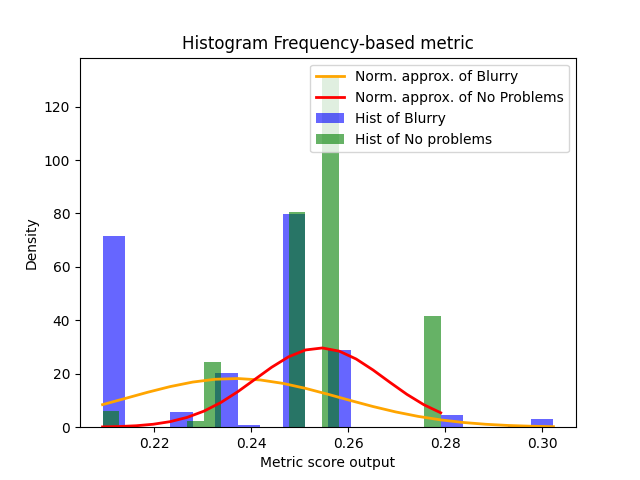 Histogram Frequency-based metric
Norm. approx. of Blurry
Norm. approx. of No Problems
Hist of Blurry
Hist of No problems
Density
120
100
80
60
40
20
0
0.22 0.24 0.26 0.28 0.30
Metric score output